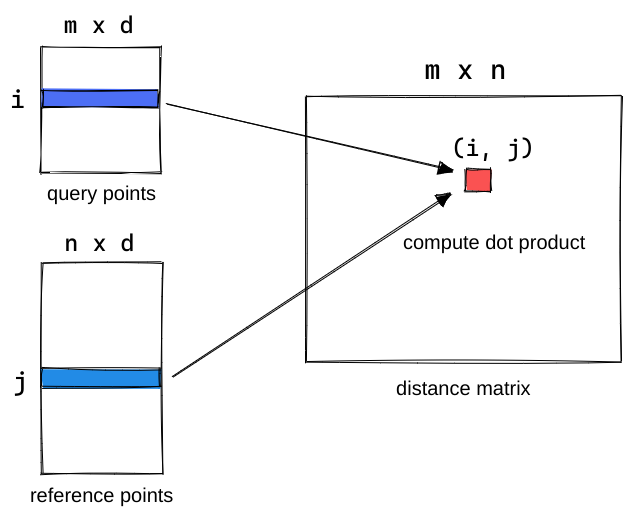 m x d
i
query points
n x d
j
reference points
m x n
(i, j)
compute dot product
distance matrix